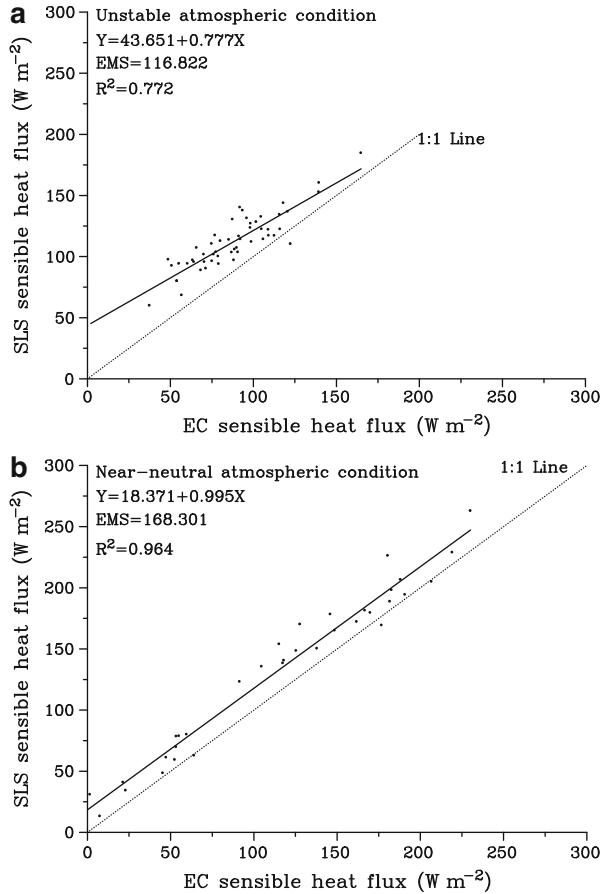 a
Unstable atmospheric condition
Y=43.651+0.777X
EMS=116.822
R²=0.772
1:1 Line
SLS sensible heat flux (W m⁻²)
300
250
200
150
100
50
0
0 50 100 150 200 250 300
EC sensible heat flux (W m⁻²)
b
Near-neutral atmospheric condition
1:1 Line
Y=18.371+0.995X
EMS=168.301
R²=0.964
SLS sensible heat flux (W m⁻²)
300
250
200
150
100
50
0
0 50 100 150 200 250 300
EC sensible heat flux (W m⁻²)